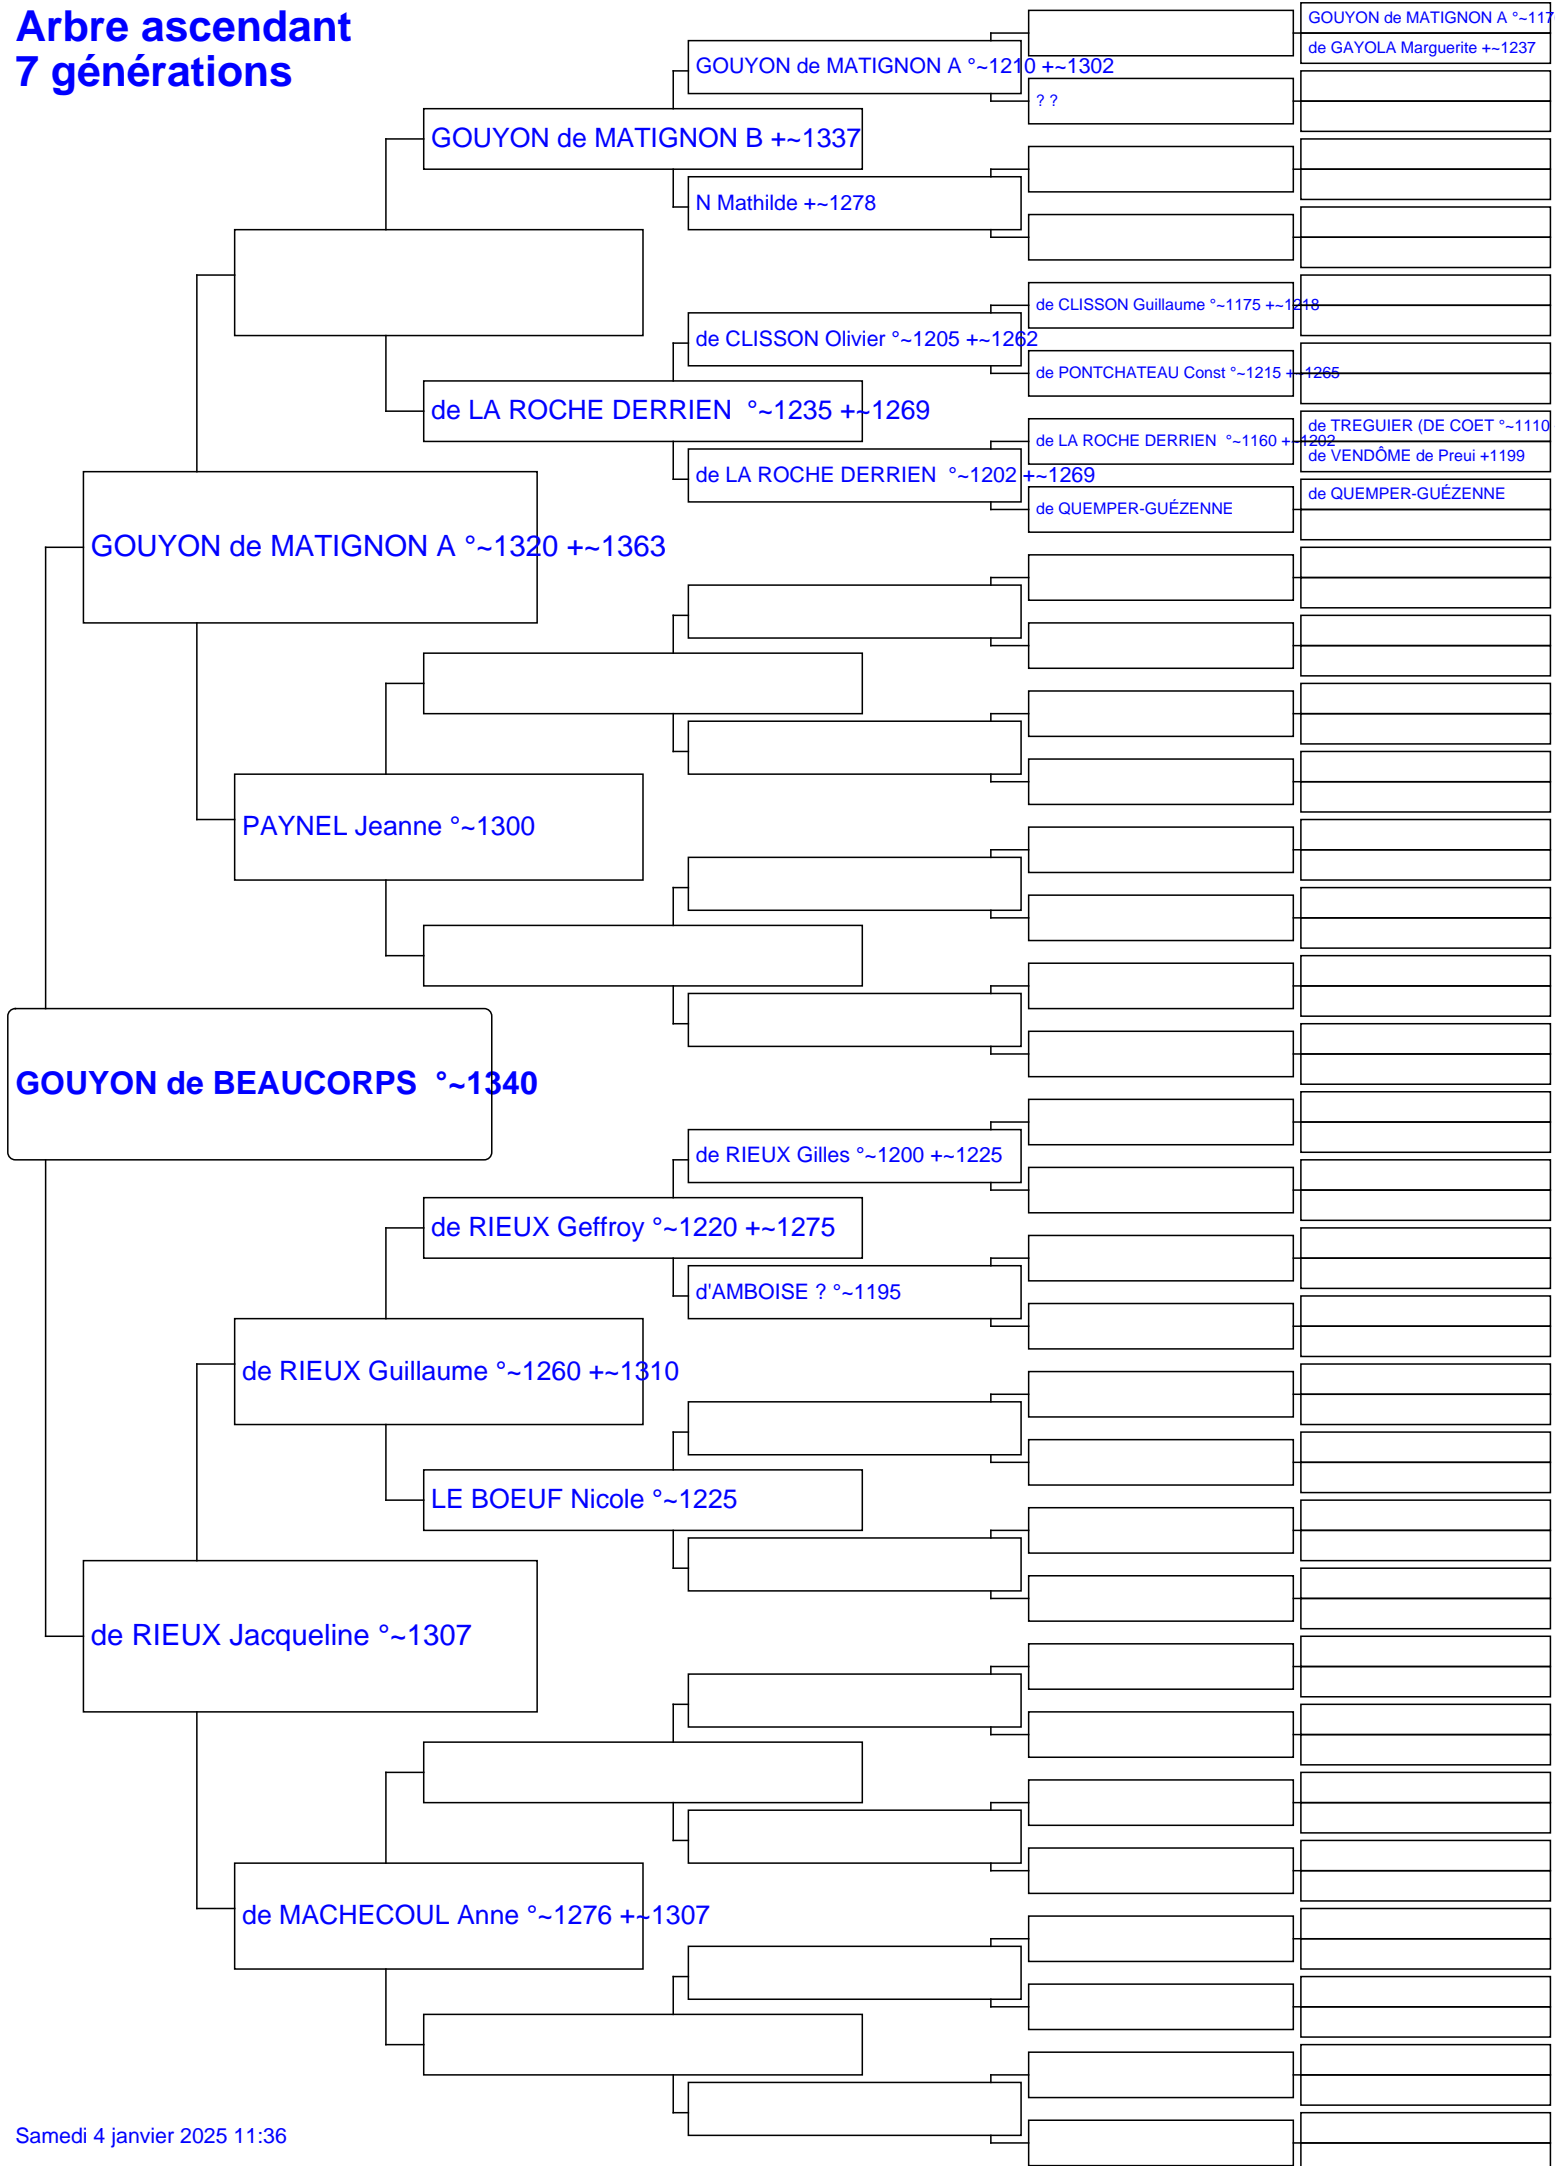 Arbre ascendant
7 générations
GOUYON de MATIGNON A °~117
de GAYOLA Marguerite +~1237
GOUYON de MATIGNON A °~1210 +~1302
? ?
GOUYON de MATIGNON B +~1337
N Mathilde +~1278
de CLISSON Guillaume °~1175 +~1218
de CLISSON Olivier °~1205 +~1262
de PONTCHATEAU Const °~1215 +~1265
de LA ROCHE DERRIEN °~1235 +~1269
de TREGUIER (DE COET °~1110
de LA ROCHE DERRIEN °~1160 +~1202
de VENDÔME de Preui +1199
de LA ROCHE DERRIEN °~1202 +~1269
de QUEMPER-GUÉZENNE
de QUEMPER-GUÉZENNE
GOUYON de MATIGNON A °~1320 +~1363
PAYNEL Jeanne °~1300
GOUYON de BEAUCORPS °~1340
de RIEUX Gilles °~1200 +~1225
de RIEUX Geffroy °~1220 +~1275
d'AMBOISE ? °~1195
de RIEUX Guillaume °~1260 +~1310
LE BOEUF Nicole °~1225
de RIEUX Jacqueline °~1307
de MACHECOUL Anne °~1276 +~1307
Samedi 4 janvier 2025 11:36